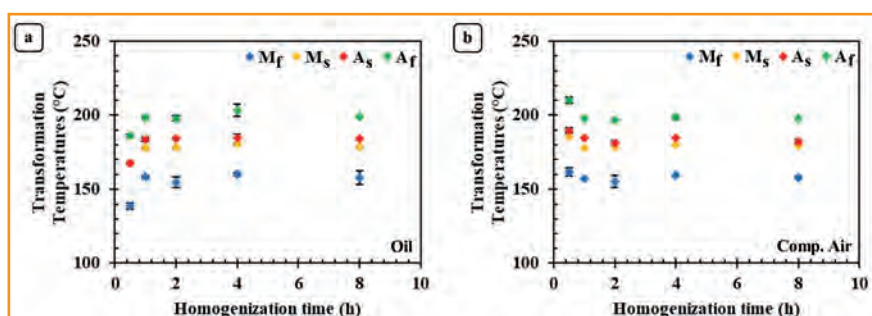 a
250
200
150
100
Transformation
Temperatures (°C)
Mf Ms As Af
Oil
0 2 4 6 8 10
Homogenization time (h)
b
250
200
150
100
Transformation
Temperatures (°C)
Mf Ms As Af
Comp. Air
0 2 4 6 8 10
Homogenization time (h)